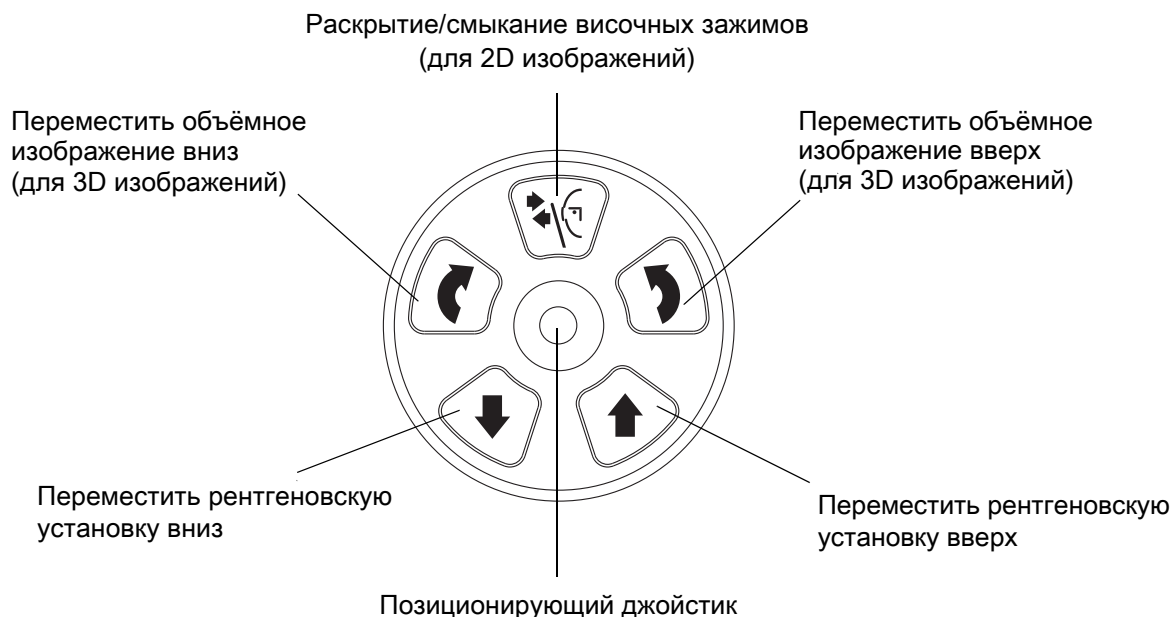 Раскрытие/смыкание височных зажимов
(для 2D изображений)
Переместить объёмное
изображение вниз
(для 3D изображений)
Переместить объёмное
изображение вверх
(для 3D изображений)
Переместить рентгеновскую
установку вниз
Переместить рентгеновскую
установку вверх
Позиционирующий джойстик